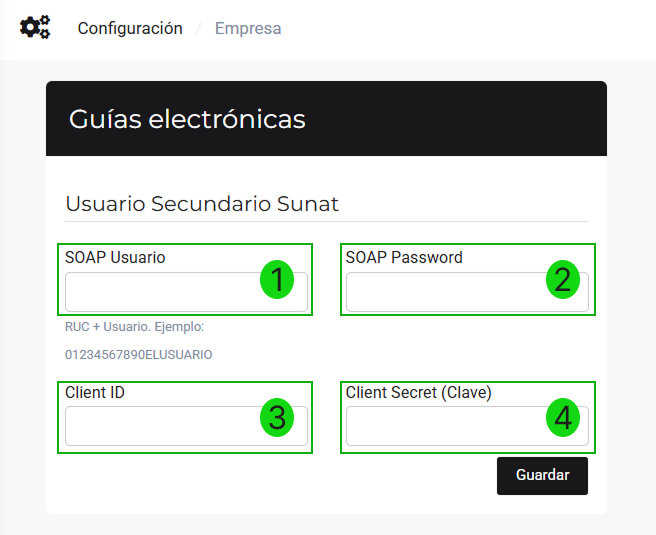 Configuración / Empresa
Guías electrónicas
Usuario Secundario Sunat
SOAP Usuario
1
SOAP Password
2
RUC + Usuario. Ejemplo:
01234567890ELUSUARIO
Client ID
3
Client Secret (Clave)
4
Guardar